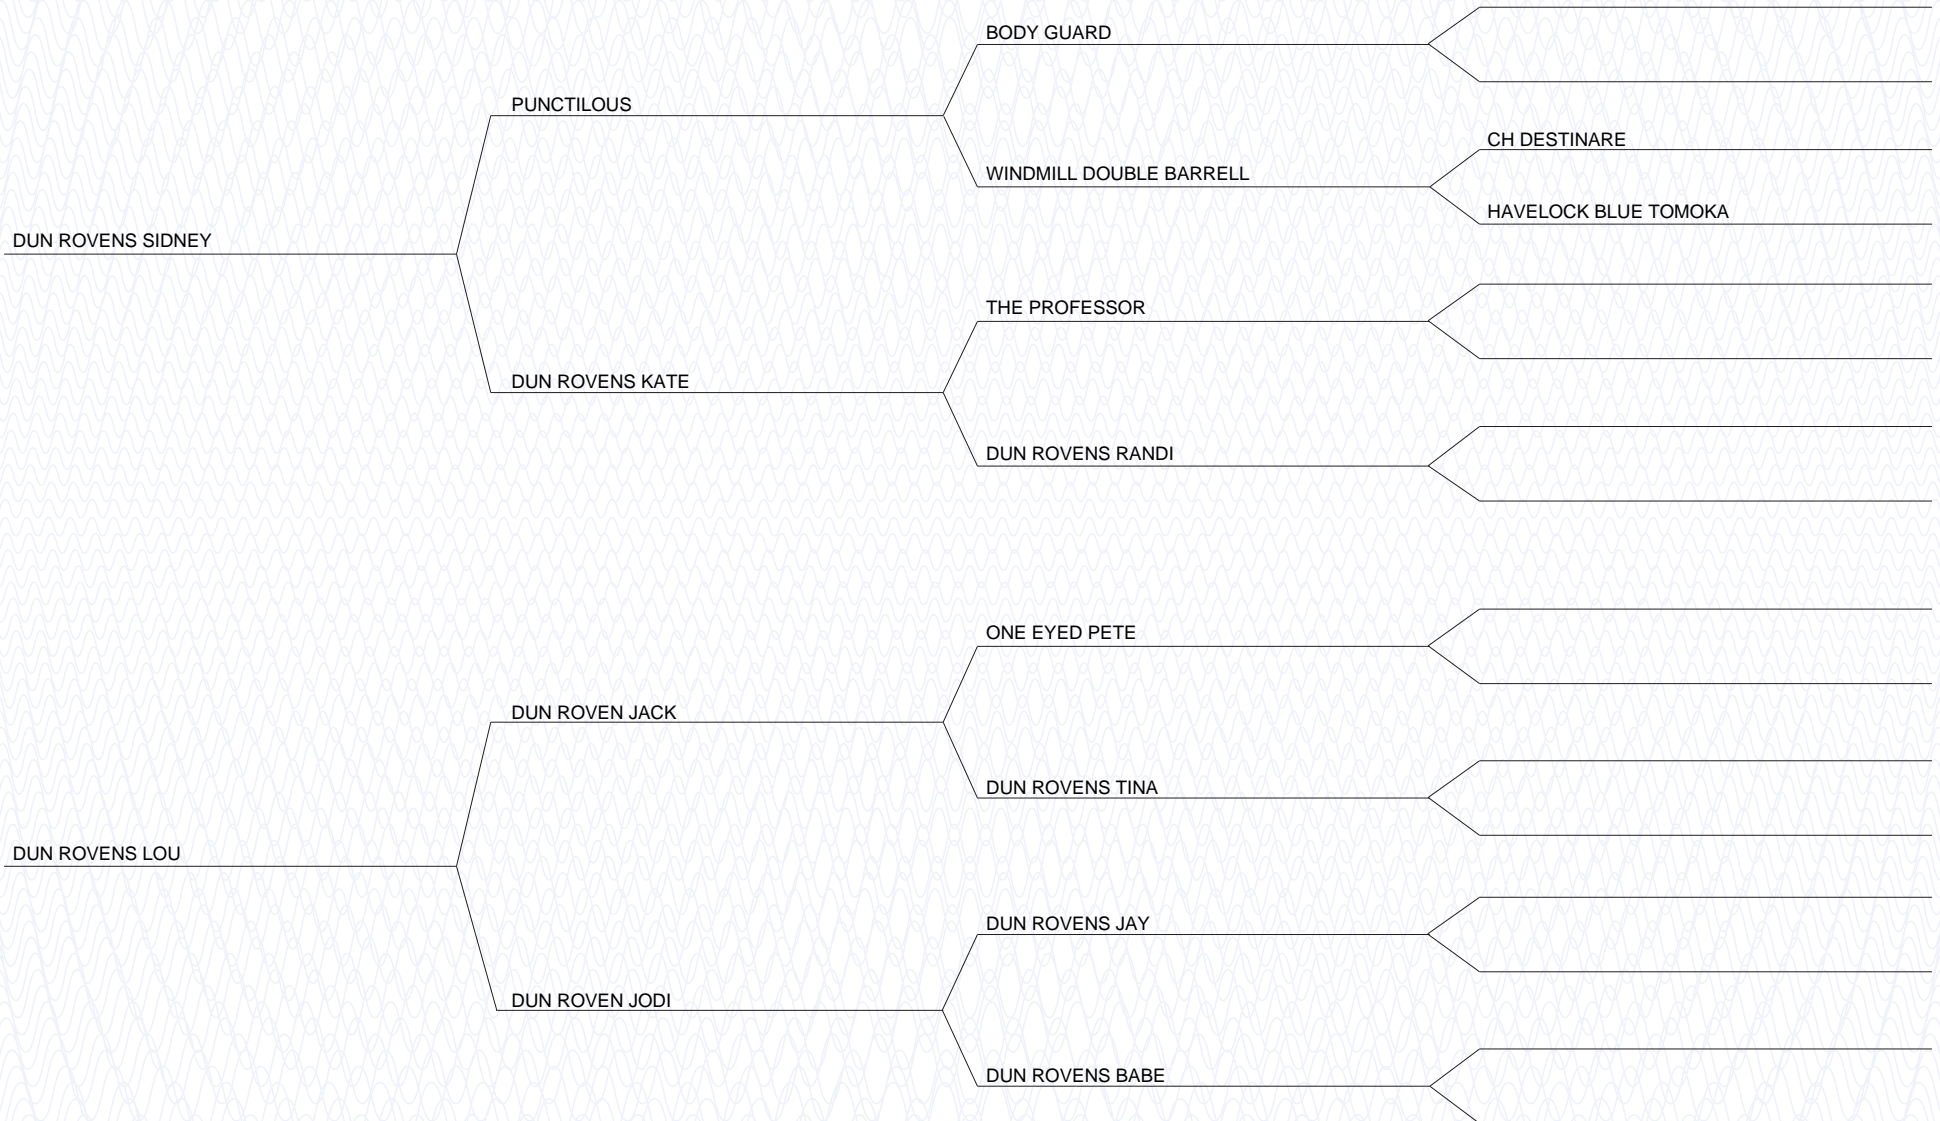 BODY GUARD
PUNCTILOUS
CH DESTINARE
WINDMILL DOUBLE BARRELL
HAVELOCK BLUE TOMOKA
DUN ROVENS SIDNEY
THE PROFESSOR
DUN ROVENS KATE
DUN ROVENS RANDI
ONE EYED PETE
DUN ROVEN JACK
DUN ROVENS TINA
DUN ROVENS LOU
DUN ROVENS JAY
DUN ROVEN JODI
DUN ROVENS BABE